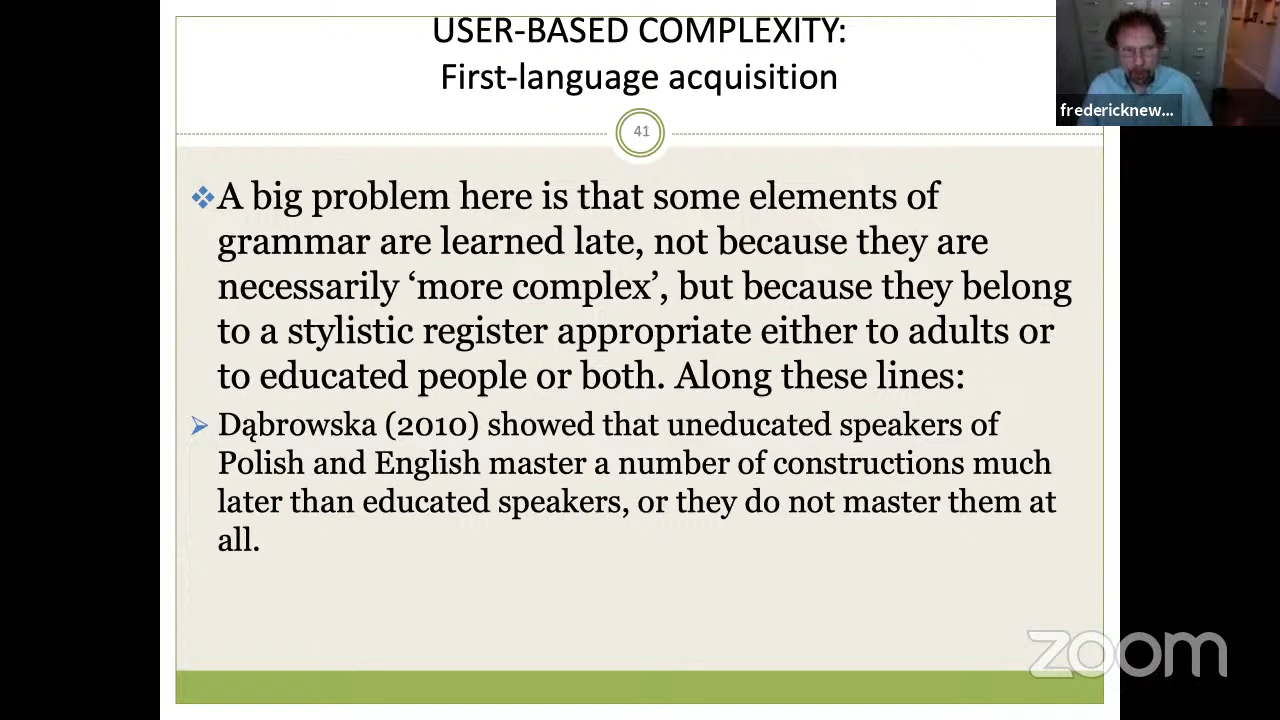 USER-BASED COMPLEXITY:
First-language acquisition
fredericknew...
41
A big problem here is that some elements of
grammar are learned late, not because they are
necessarily ‘more complex’, but because they belong
to a stylistic register appropriate either to adults or
to educated people or both. Along these lines:
Dąbrowska (2010) showed that uneducated speakers of
Polish and English master a number of constructions much
later than educated speakers, or they do not master them at
all.
zoom